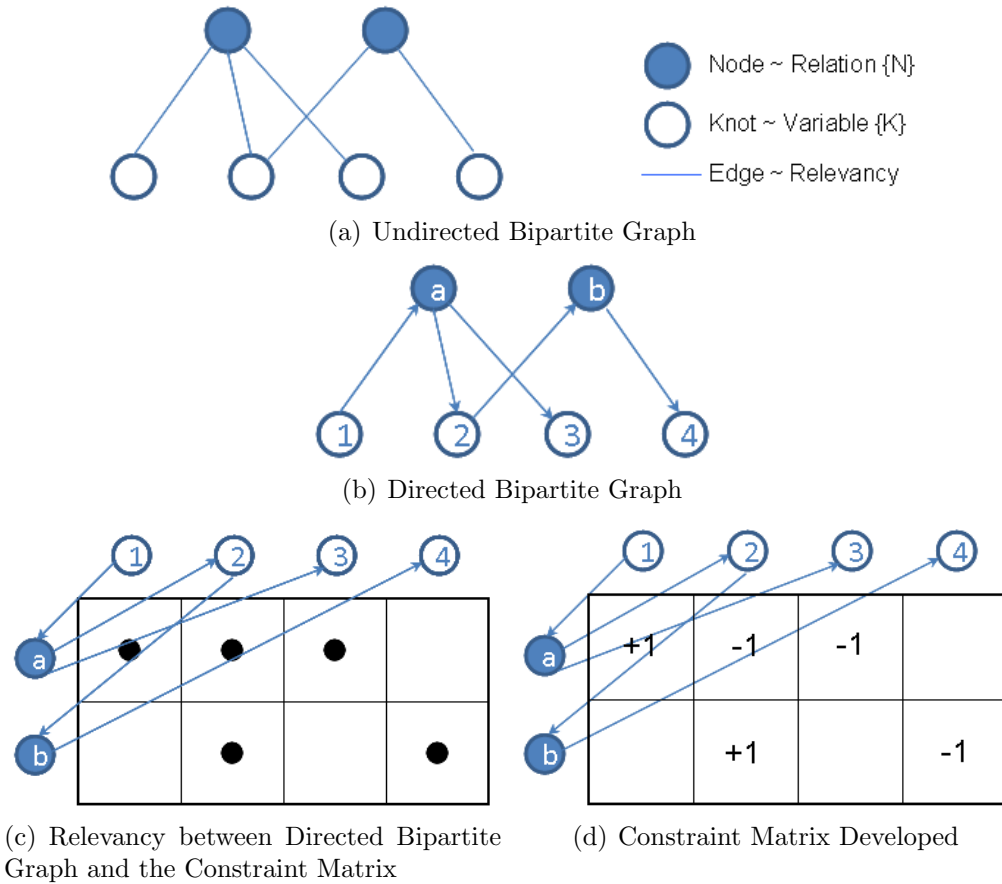 Node ~ Relation {N}
Knot ~ Variable {K}
Edge ~ Relevancy
(a) Undirected Bipartite Graph
a b
1 2 3 4
(b) Directed Bipartite Graph
1 2 3 4
a
b
(c) Relevancy between Directed Bipartite
Graph and the Constraint Matrix
1 2 3 4
a +1 -1 -1
b +1 -1
(d) Constraint Matrix Developed